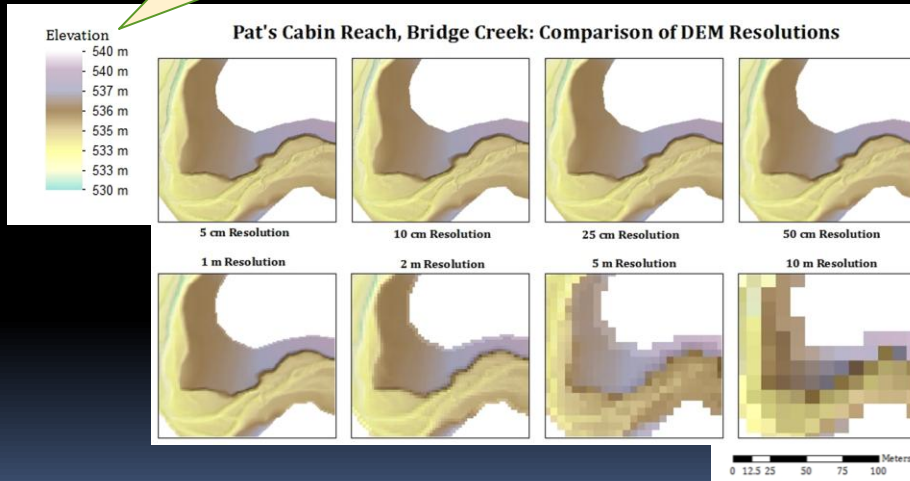 Pat's Cabin Reach, Bridge Creek: Comparison of DEM Resolutions
Elevation
540 m
540 m
537 m
536 m
535 m
533 m
533 m
530 m
5 cm Resolution
10 cm Resolution
25 cm Resolution
50 cm Resolution
1 m Resolution
2 m Resolution
5 m Resolution
10 m Resolution
Meters
0 12.5 25 50 75 100